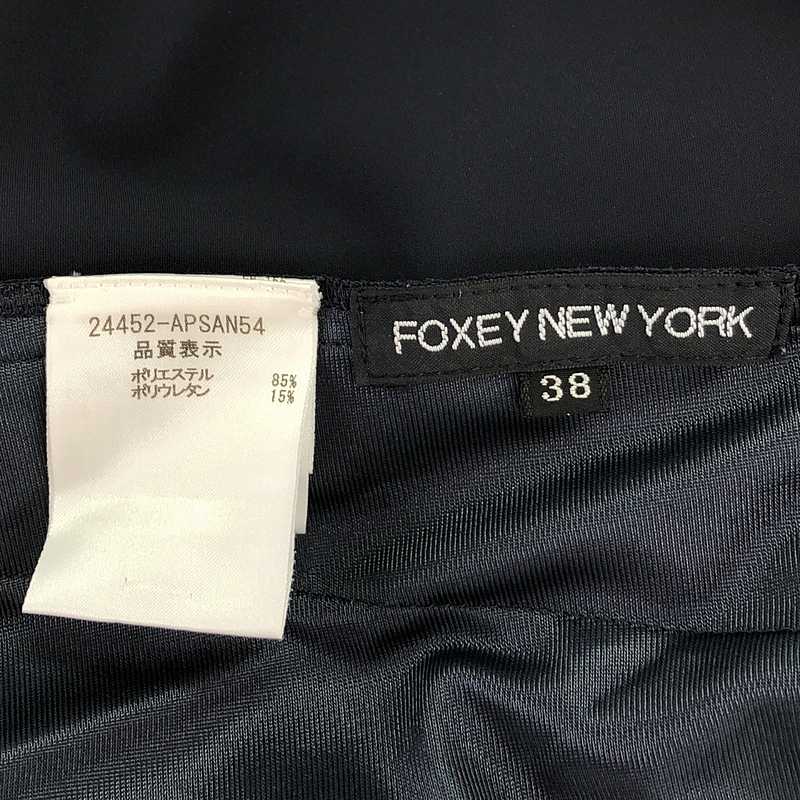 24452-APSAN54
品質表示
ポリエステル 85%
ポリウレタン 15%
FOXEY NEW YORK
38